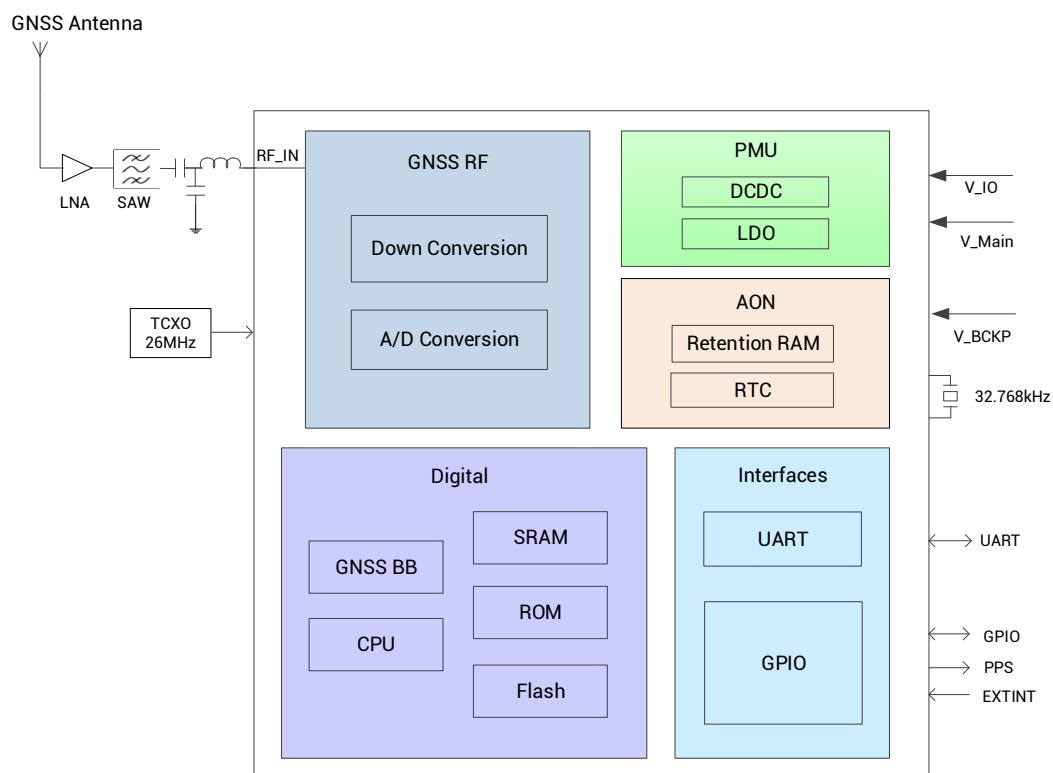 GNSS Antenna
LNA
SAW
RF_IN
TCXO
26MHz
GNSS RF
Down Conversion
A/D Conversion
PMU
DCDC
LDO
AON
Retention RAM
RTC
V_IO
V_Main
V_BCKP
32.768kHz
Digital
GNSS BB
CPU
SRAM
ROM
Flash
Interfaces
UART
GPIO
UART
GPIO
PPS
EXTINT